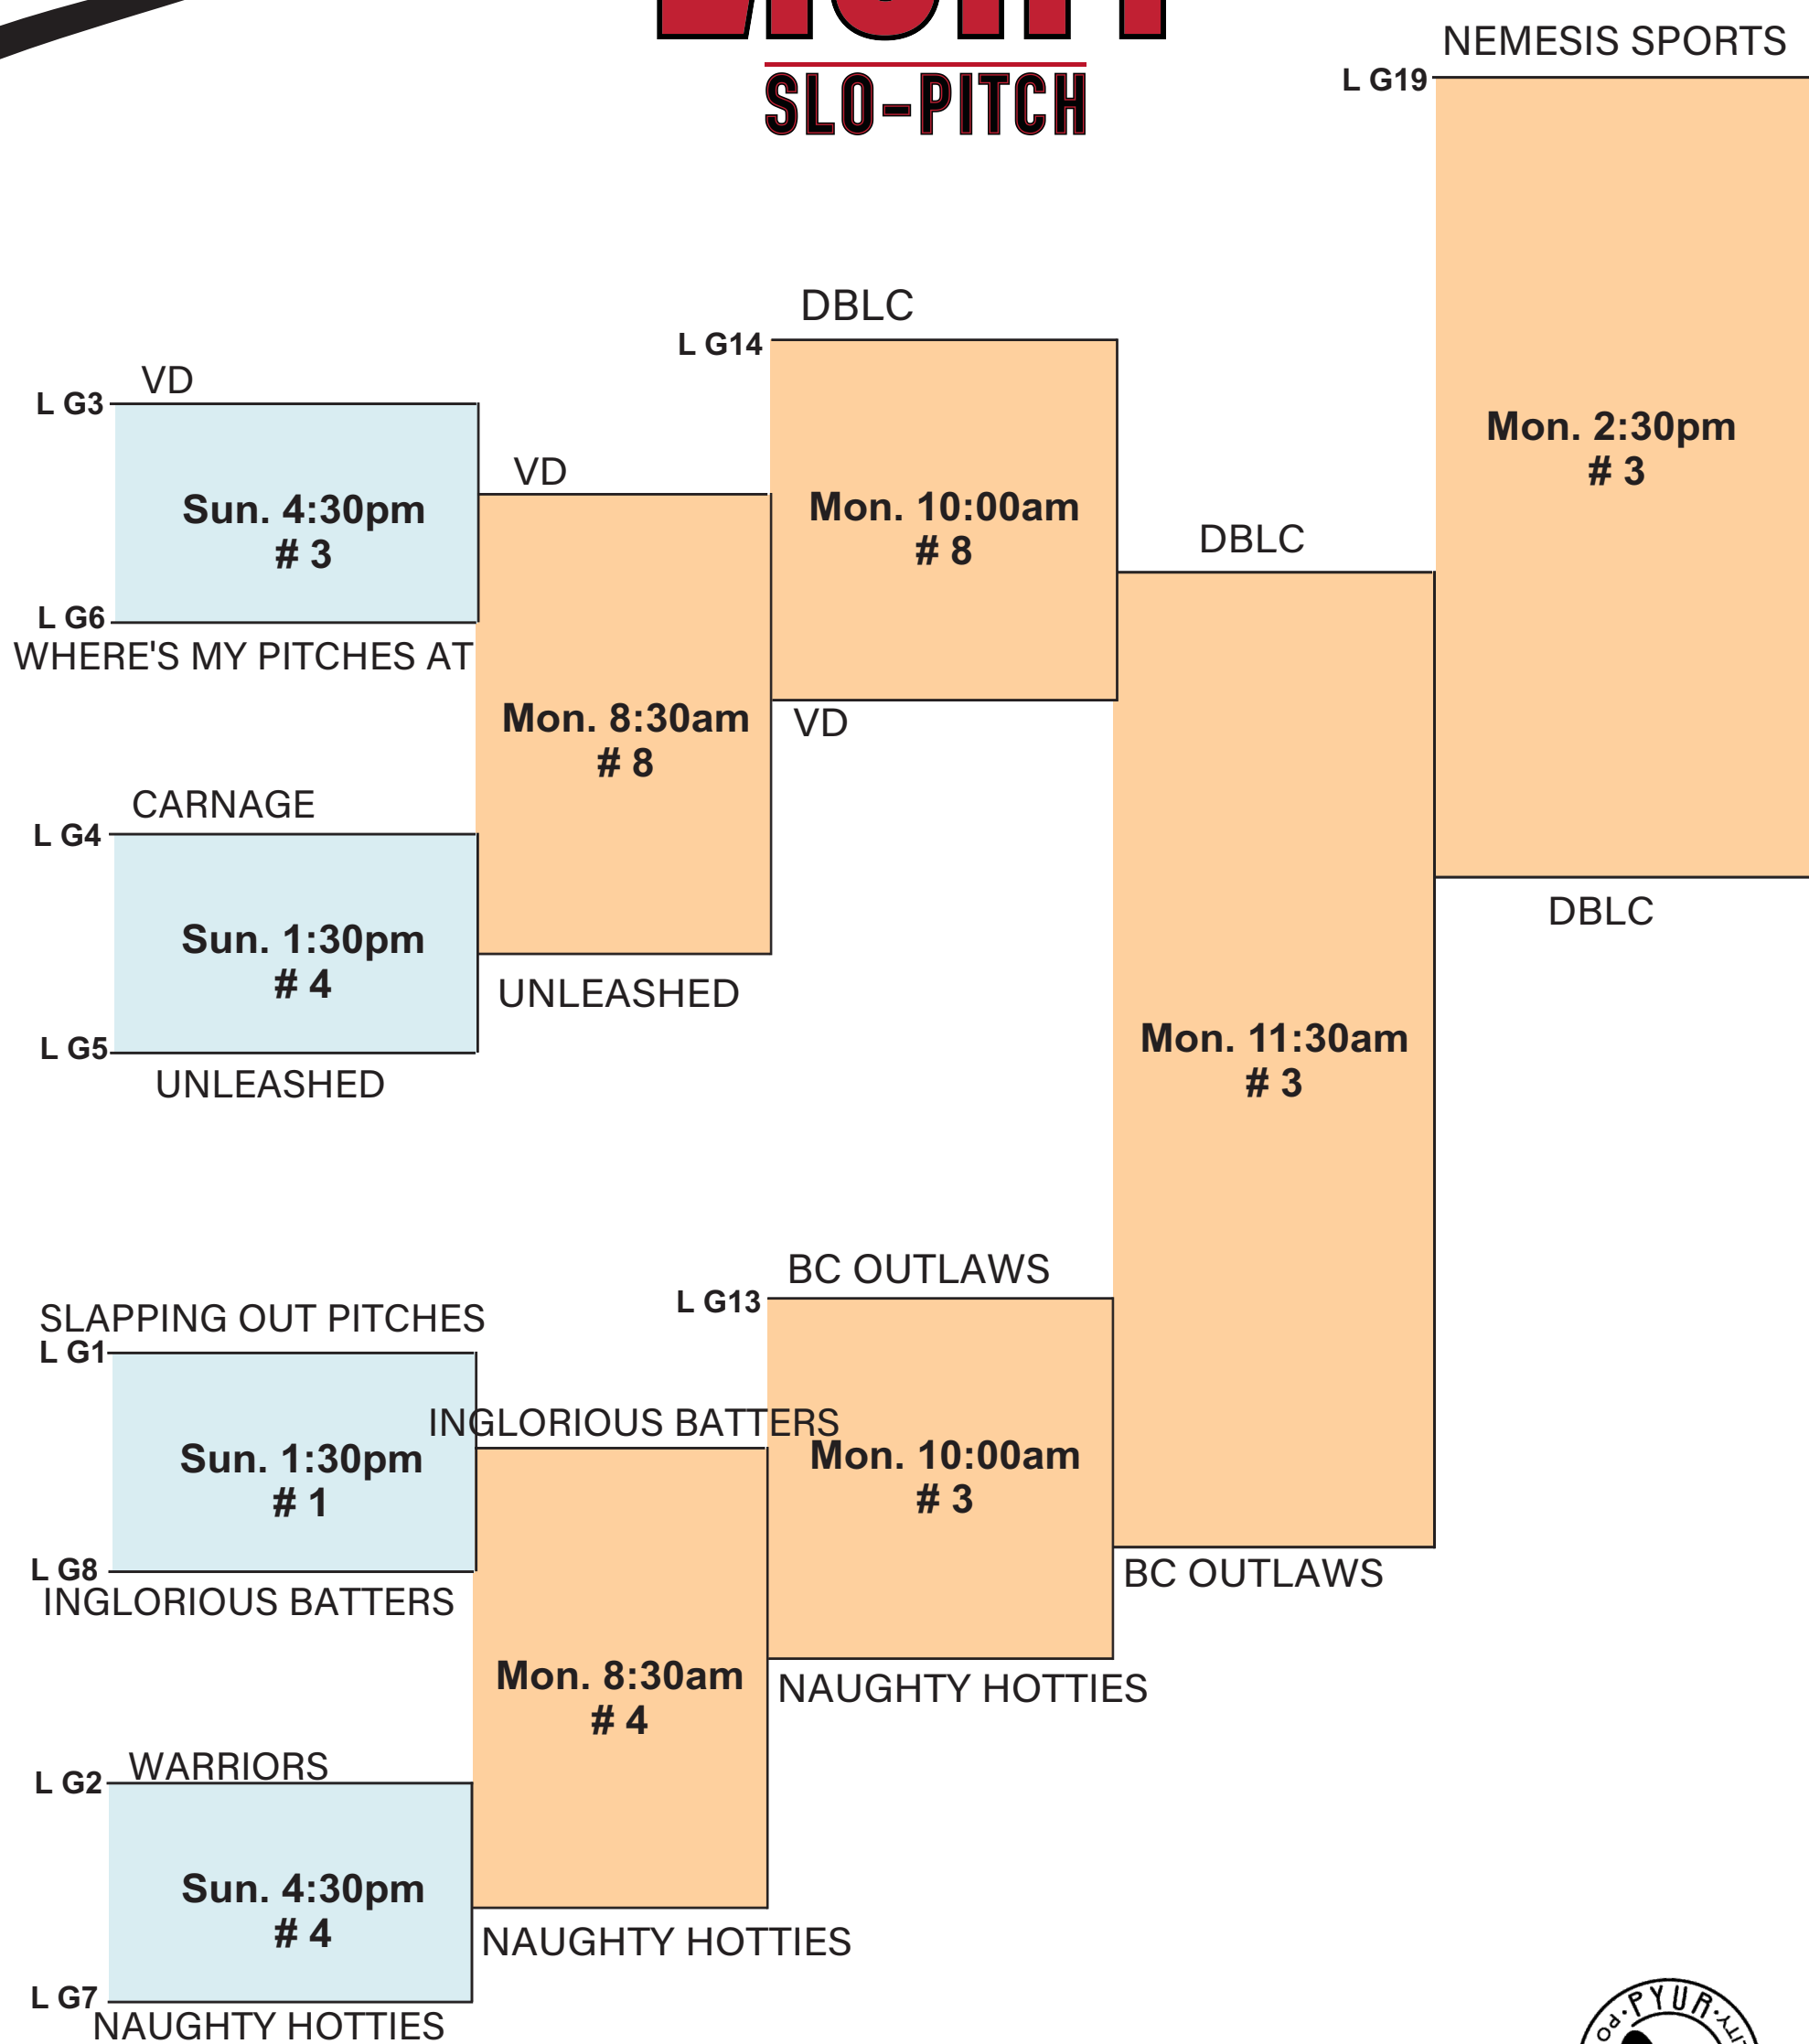 SLO-PITCH
NEMESIS SPORTS
L G19
Mon. 2:30pm
# 3
DBLC
DBLC
L G14
Mon. 10:00am
# 8
VD
VD
L G3
Sun. 4:30pm
# 3
L G6
WHERE'S MY PITCHES AT
VD
Mon. 8:30am
# 8
UNLEASHED
CARNAGE
L G4
Sun. 1:30pm
# 4
L G5
UNLEASHED
DBLC
Mon. 11:30am
# 3
BC OUTLAWS
BC OUTLAWS
L G13
Mon. 10:00am
# 3
NAUGHTY HOTTIES
SLAPPING OUT PITCHES
L G1
Sun. 1:30pm
# 1
L G8
INGLORIOUS BATTERS
INGLORIOUS BATTERS
Mon. 8:30am
# 4
NAUGHTY HOTTIES
WARRIORS
L G2
Sun. 4:30pm
# 4
L G7
NAUGHTY HOTTIES
PYUR